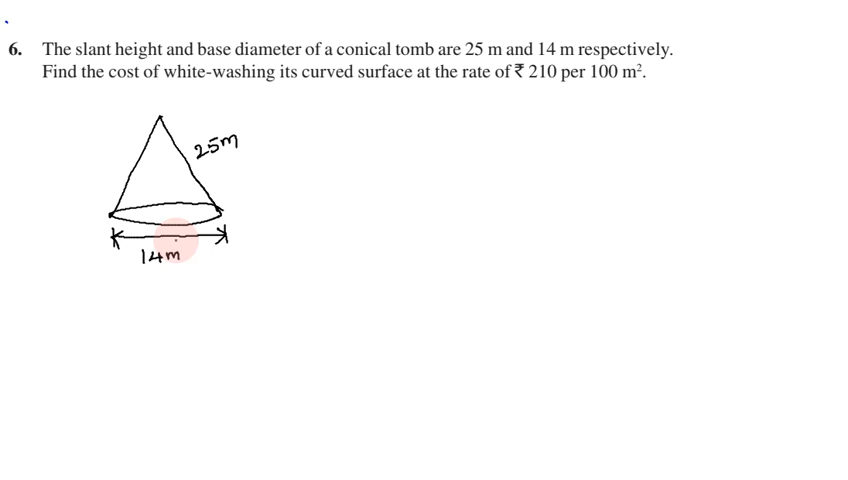 6. The slant height and base diameter of a conical tomb are 25 m and 14 m respectively.
Find the cost of white-washing its curved surface at the rate of ₹ 210 per 100 m².
25m
14m